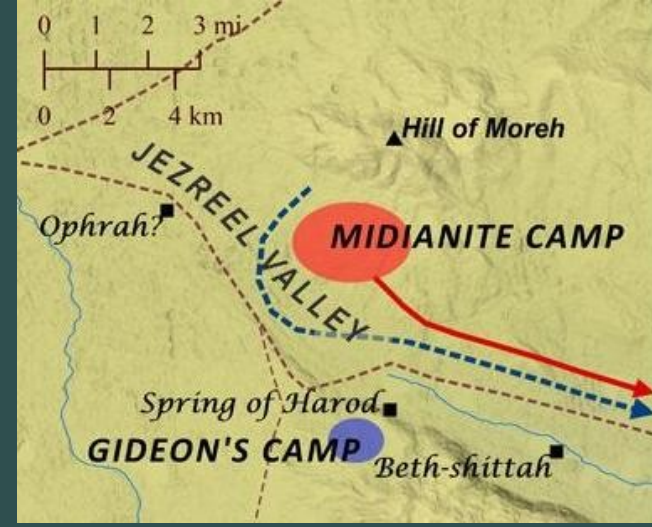 0 1 2 3 mi
0 2 4 km
Hill of Moreh
JEZREEL VALLEY
Ophrah?
MIDIANITE CAMP
Spring of Harod
GIDEON'S CAMP
Beth-shittah